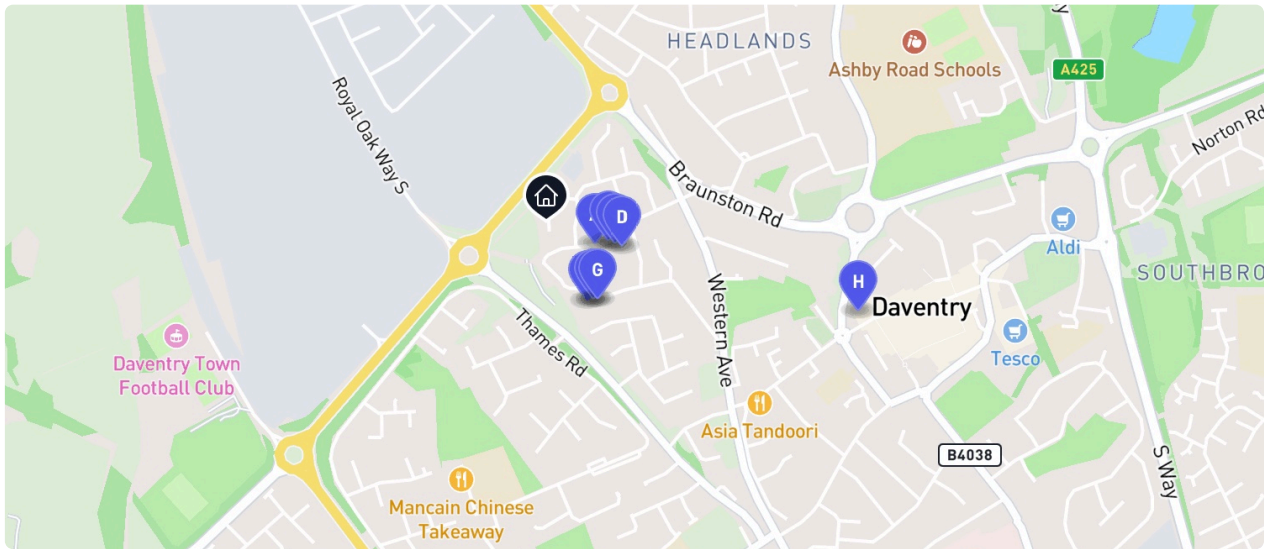 HEADLANDS
Ashby Road Schools
A425
Royal Oak Way S
Norton Rd
Braunston Rd
D
Aldi
G
H
Daventry
SOUTHBRO
Western Ave
Thames Rd
Tesco
Daventry Town
Football Club
Asia Tandoori
B4038
S Way
Mancain Chinese
Takeaway